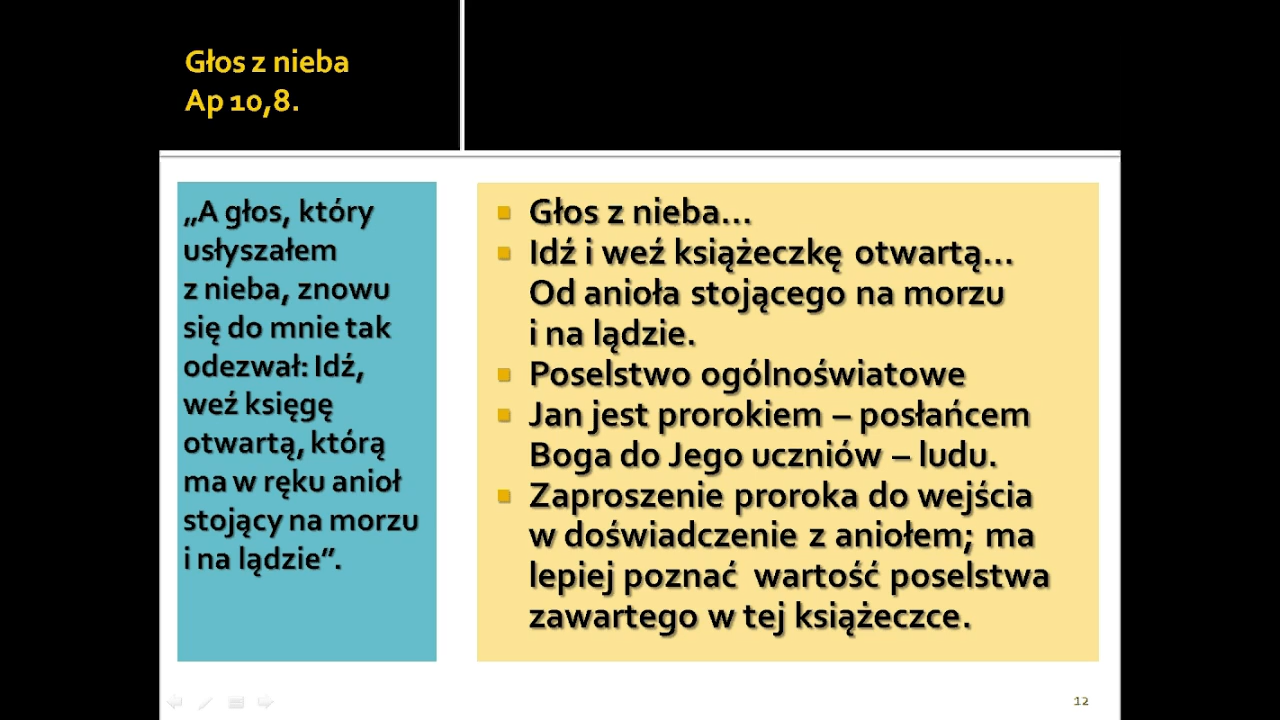 Głos z nieba
Ap 10,8.
„A głos, który
usłyszałem
z nieba, znowu
się do mnie tak
odezwał: Idź,
weź księgę
otwartą, którą
ma w ręku anioł
stojący na morzu
i na lądzie”.
Głos z nieba…
Idź i weź książeczkę otwartą…
Od anioła stojącego na morzu
i na lądzie.
Poselstwo ogólnoświatowe
Jan jest prorokiem – posłańcem
Boga do Jego uczniów – ludu.
Zaproszenie proroka do wejścia
w doświadczenie z aniołem; ma
lepiej poznać wartość poselstwa
zawartego w tej książeczce.
12